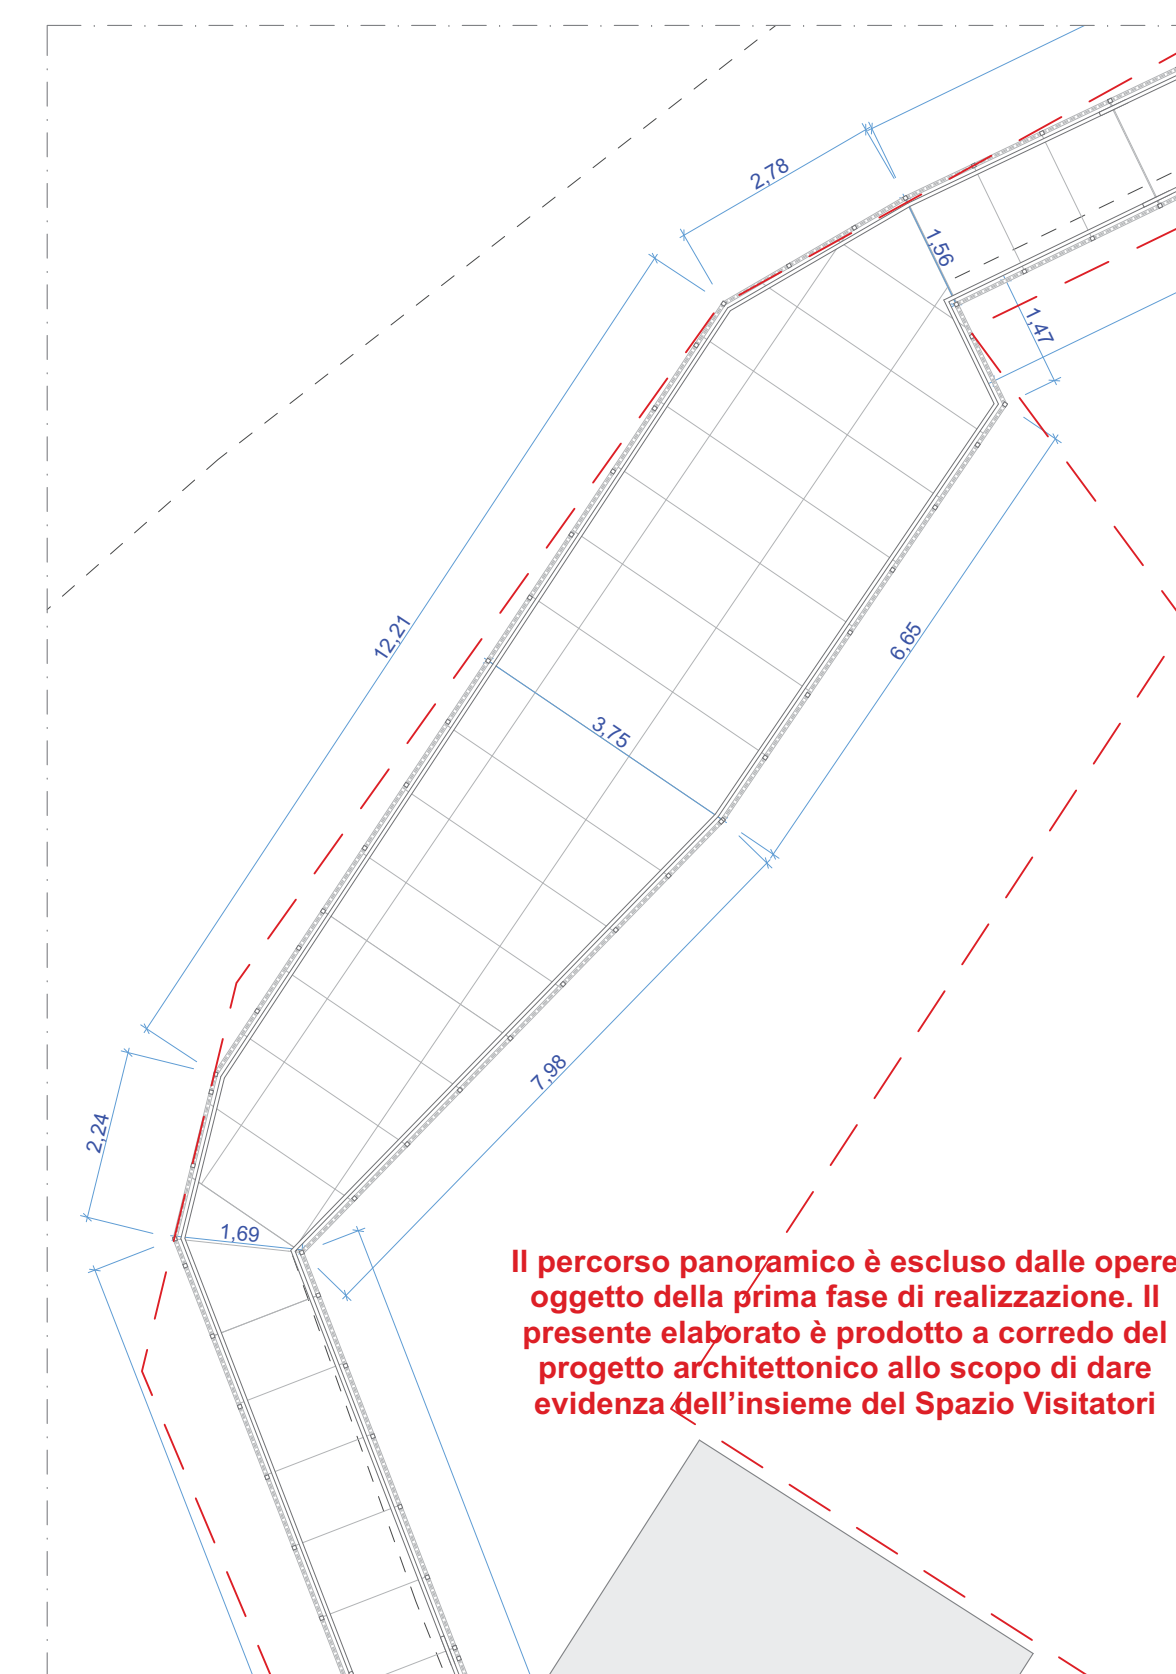 2,78
1,56
1,47
12,21
6,65
3,75
7,98
2,24
1,69
Il percorso panoramico è escluso dalle opere
oggetto della prima fase di realizzazione. Il
presente elaborato è prodotto a corredo del
progetto architettonico allo scopo di dare
evidenza dell'insieme del Spazio Visitatori